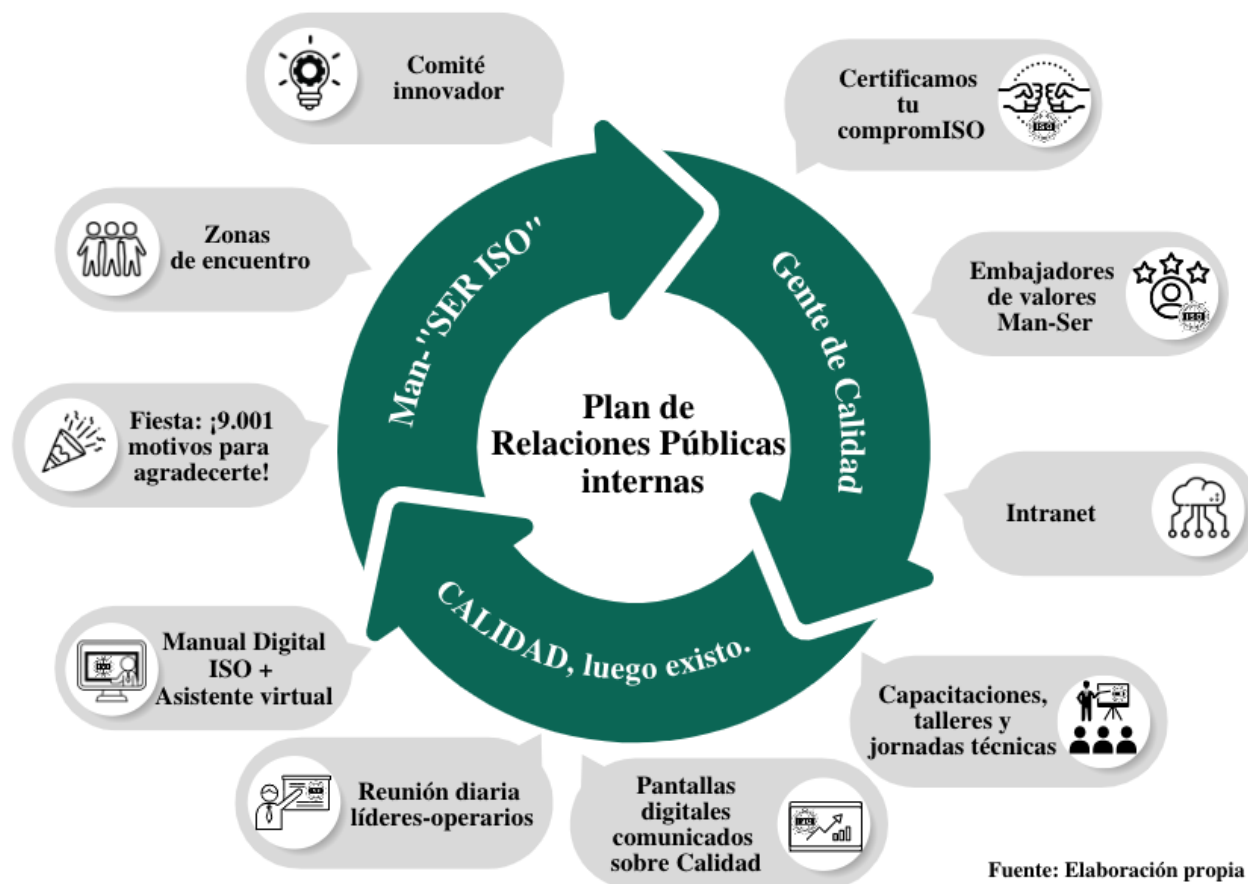 Comité
innovador
Certificamos
tu
compromISO
Zonas
de encuentro
Embajadores
de valores
Man-Ser
Man-"SER ISO"
Gente de Calidad
Plan de
Relaciones Públicas
internas
Fiesta: ¡9.001
motivos para
agradecerte!
Intranet
CALIDAD, luego existo.
Manual Digital
ISO +
Asistente virtual
Capacitaciones,
talleres y
jornadas técnicas
Reunión diaria
líderes-operarios
Pantallas
digitales
comunicados
sobre Calidad
Fuente: Elaboración propia
ISO
ISO